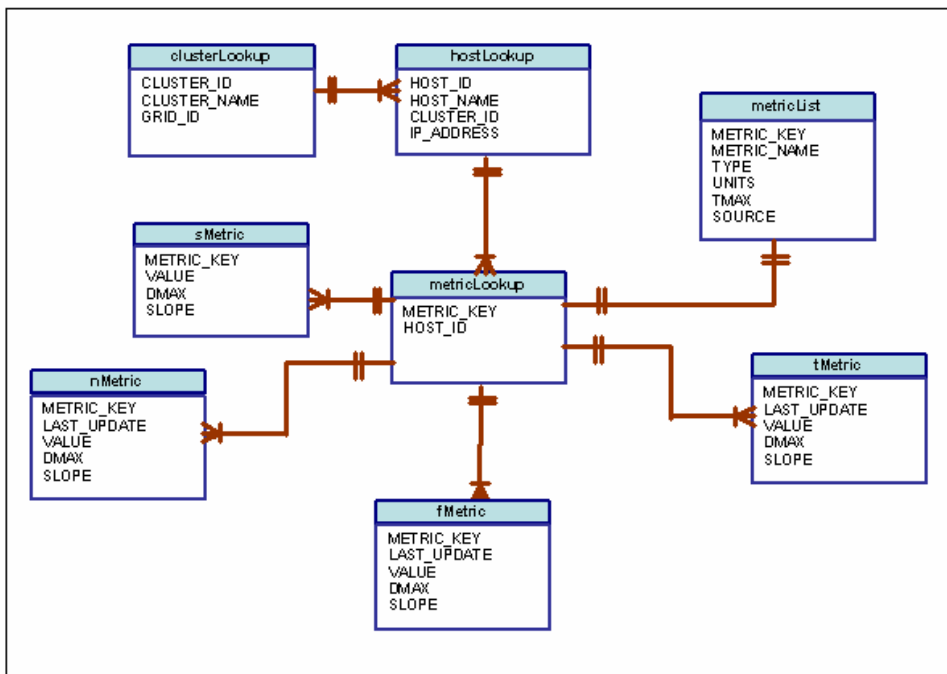 clusterLookup
CLUSTER_ID
CLUSTER_NAME
GRID_ID
hostLookup
HOST_ID
HOST_NAME
CLUSTER_ID
IP_ADDRESS
metricList
METRIC_KEY
METRIC_NAME
TYPE
UNITS
TMAX
SOURCE
sMetric
METRIC_KEY
VALUE
DMAX
SLOPE
metricLookup
METRIC_KEY
HOST_ID
nMetric
METRIC_KEY
LAST_UPDATE
VALUE
DMAX
SLOPE
tMetric
METRIC_KEY
LAST_UPDATE
VALUE
DMAX
SLOPE
fMetric
METRIC_KEY
LAST_UPDATE
VALUE
DMAX
SLOPE